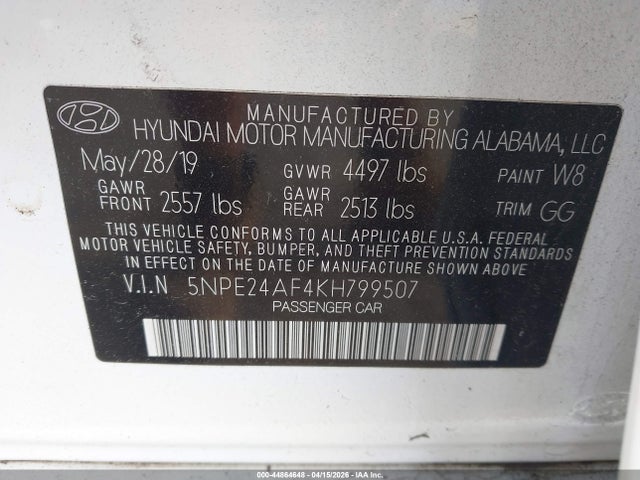 MANUFACTURED BY
HYUNDAI MOTOR MANUFACTURING ALABAMA, LLC
May/28/19 GVWR 4497 lbs PAINT W8
GAWR FRONT 2557 lbs GAWR REAR 2513 lbs TRIM GG
THIS VEHICLE CONFORMS TO ALL APPLICABLE U.S.A. FEDERAL
MOTOR VEHICLE SAFETY, BUMPER, AND THEFT PREVENTION STANDARDS
IN EFFECT ON THE DATE OF MANUFACTURE SHOWN ABOVE.
V.I.N 5NPE24AF4KH799507
PASSENGER CAR
000-44864648 - 04/15/2026 - IAA Inc.